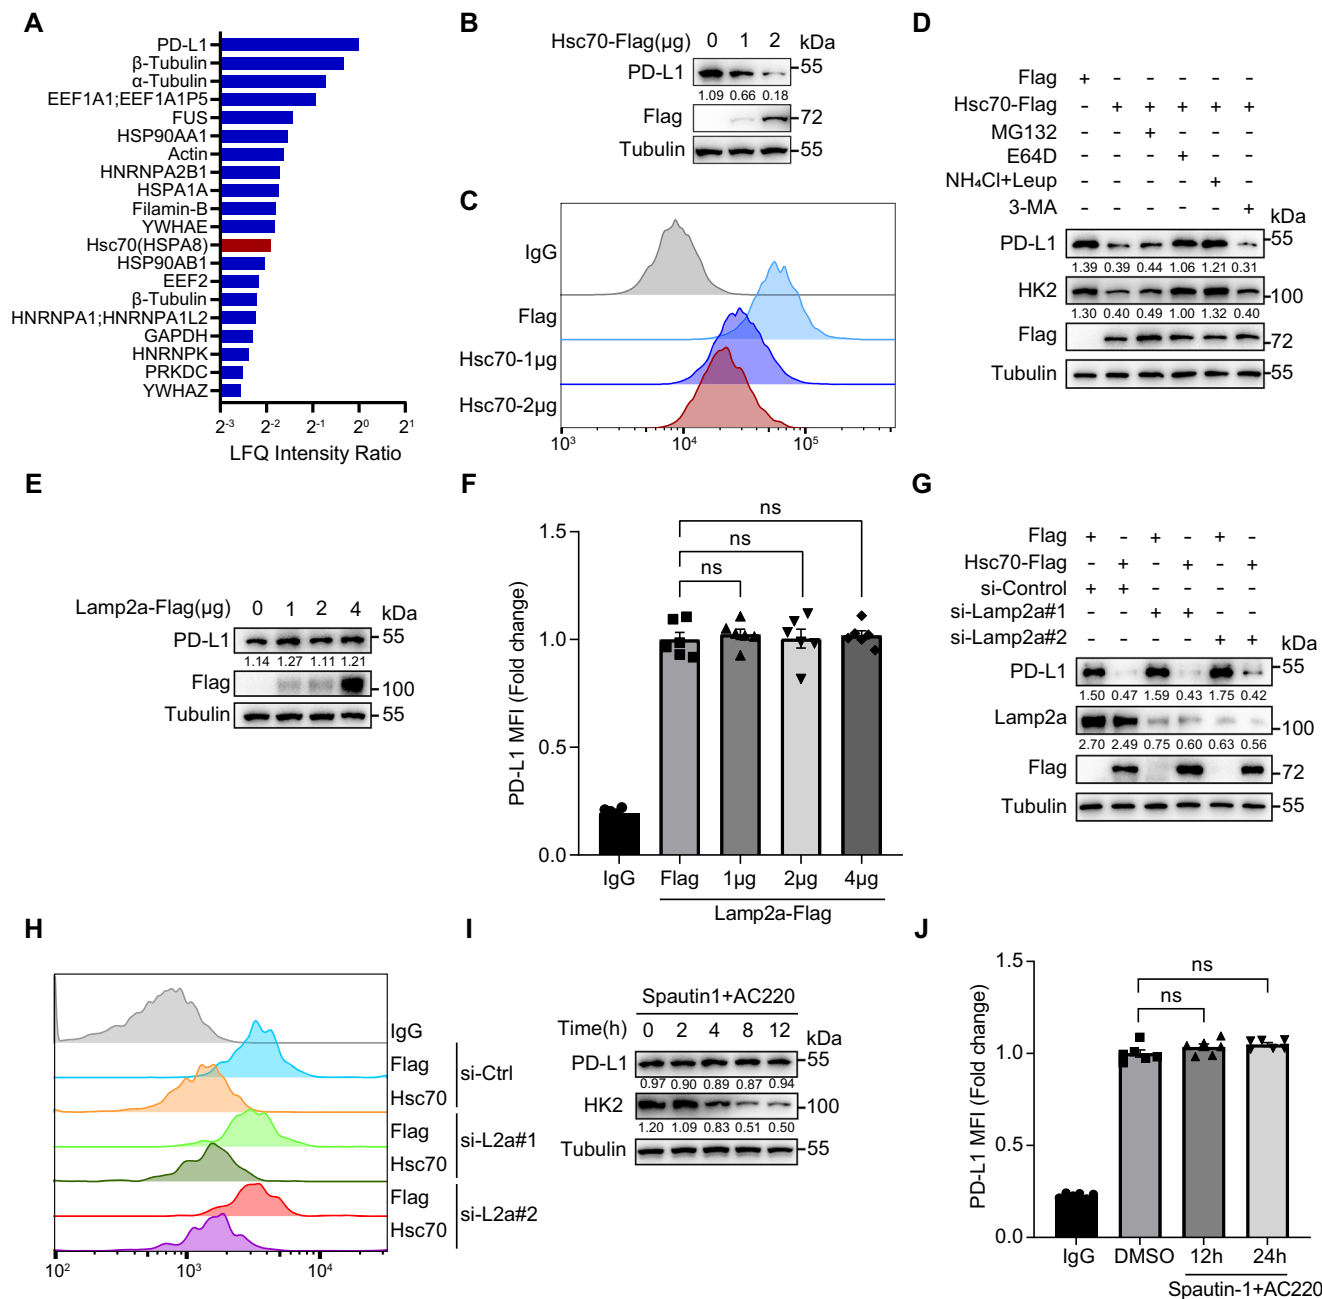 A
PD-L1
β-Tubulin
α-Tubulin
EEF1A1;EEF1A1P5
FUS
HSP90AA1
Actin
HNRNPA2B1
HSPA1A
Filamin-B
YWHAE
Hsc70(HSPA8)
HSP90AB1
EEF2
β-Tubulin
HNRNPA1;HNRNPA1L2
GAPDH
HNRNPK
PRKDC
YWHAZ
2-3 2-2 2-1 20 21
LFQ Intensity Ratio
B
Hsc70-Flag(μg) 0 1 2 kDa
PD-L1 55
1.09 0.66 0.18
Flag 72
Tubulin 55
C
IgG
Flag
Hsc70-1μg
Hsc70-2μg
103 104 105
D
Flag + - - - - -
Hsc70-Flag - + + + + +
MG132 - - + - - -
E64D - - - + - -
NH₄Cl+Leup - - - - + -
3-MA - - - - - + kDa
PD-L1 55
1.39 0.39 0.44 1.06 1.21 0.31
HK2 100
1.30 0.40 0.49 1.00 1.32 0.40
Flag 72
Tubulin 55
E
Lamp2a-Flag(μg) 0 1 2 4 kDa
PD-L1 55
1.14 1.27 1.11 1.21
Flag 100
Tubulin 55
F
PD-L1 MFI (Fold change)
1.5
1.0
0.5
0.0
ns
ns
ns
IgG Flag 1μg 2μg 4μg
Lamp2a-Flag
G
Flag + - + - + -
Hsc70-Flag - + - + - +
si-Control + + - - - -
si-Lamp2a#1 - - + + - -
si-Lamp2a#2 - - - - + + kDa
PD-L1 55
1.50 0.47 1.59 0.43 1.75 0.42
Lamp2a 100
2.70 2.49 0.75 0.60 0.63 0.56
Flag 72
Tubulin 55
H
IgG
Flag
Hsc70
si-Ctrl
Flag
Hsc70
si-L2a#1
Flag
Hsc70
si-L2a#2
102 103 104
I
Spautin1+AC220
Time(h) 0 2 4 8 12 kDa
PD-L1 55
0.97 0.90 0.89 0.87 0.94
HK2 100
1.20 1.09 0.83 0.51 0.50
Tubulin 55
J
PD-L1 MFI (Fold change)
1.5
1.0
0.5
0.0
ns
ns
IgG DMSO 12h 24h
Spautin-1+AC220